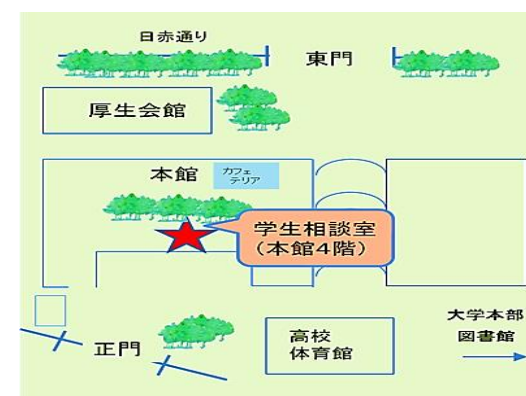 日赤通り
東門
厚生会館
本館
カフェ
テリア
学生相談室
(本館4階)
大学本部
図書館
正門
高校
体育館